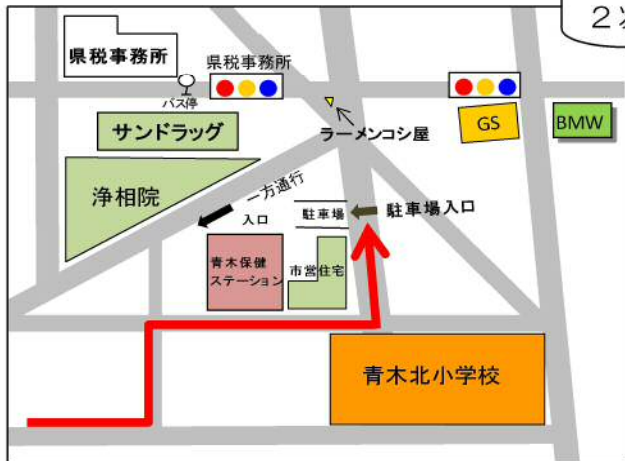 ２次
県税事務所
県税事務所
バス停
サンドラッグ
ラーメンコシ屋
GS
BMW
浄相院
一方通行
入口
駐車場
駐車場入口
青木保健
ステーション
市営住宅
青木北小学校